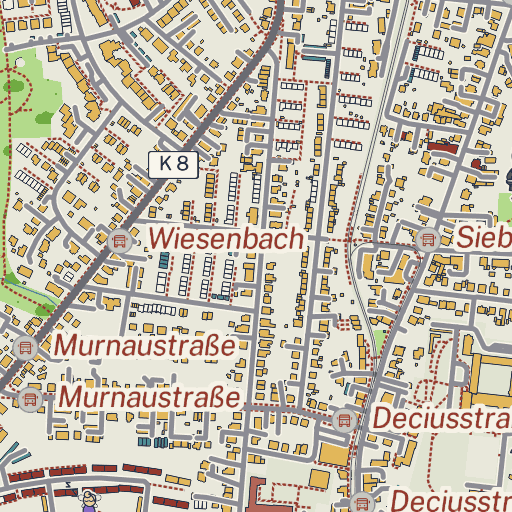 K 8
Wiesenbach
Sieb
Murnaustraße
Murnaustraße
Deciusstra
Deciusstr